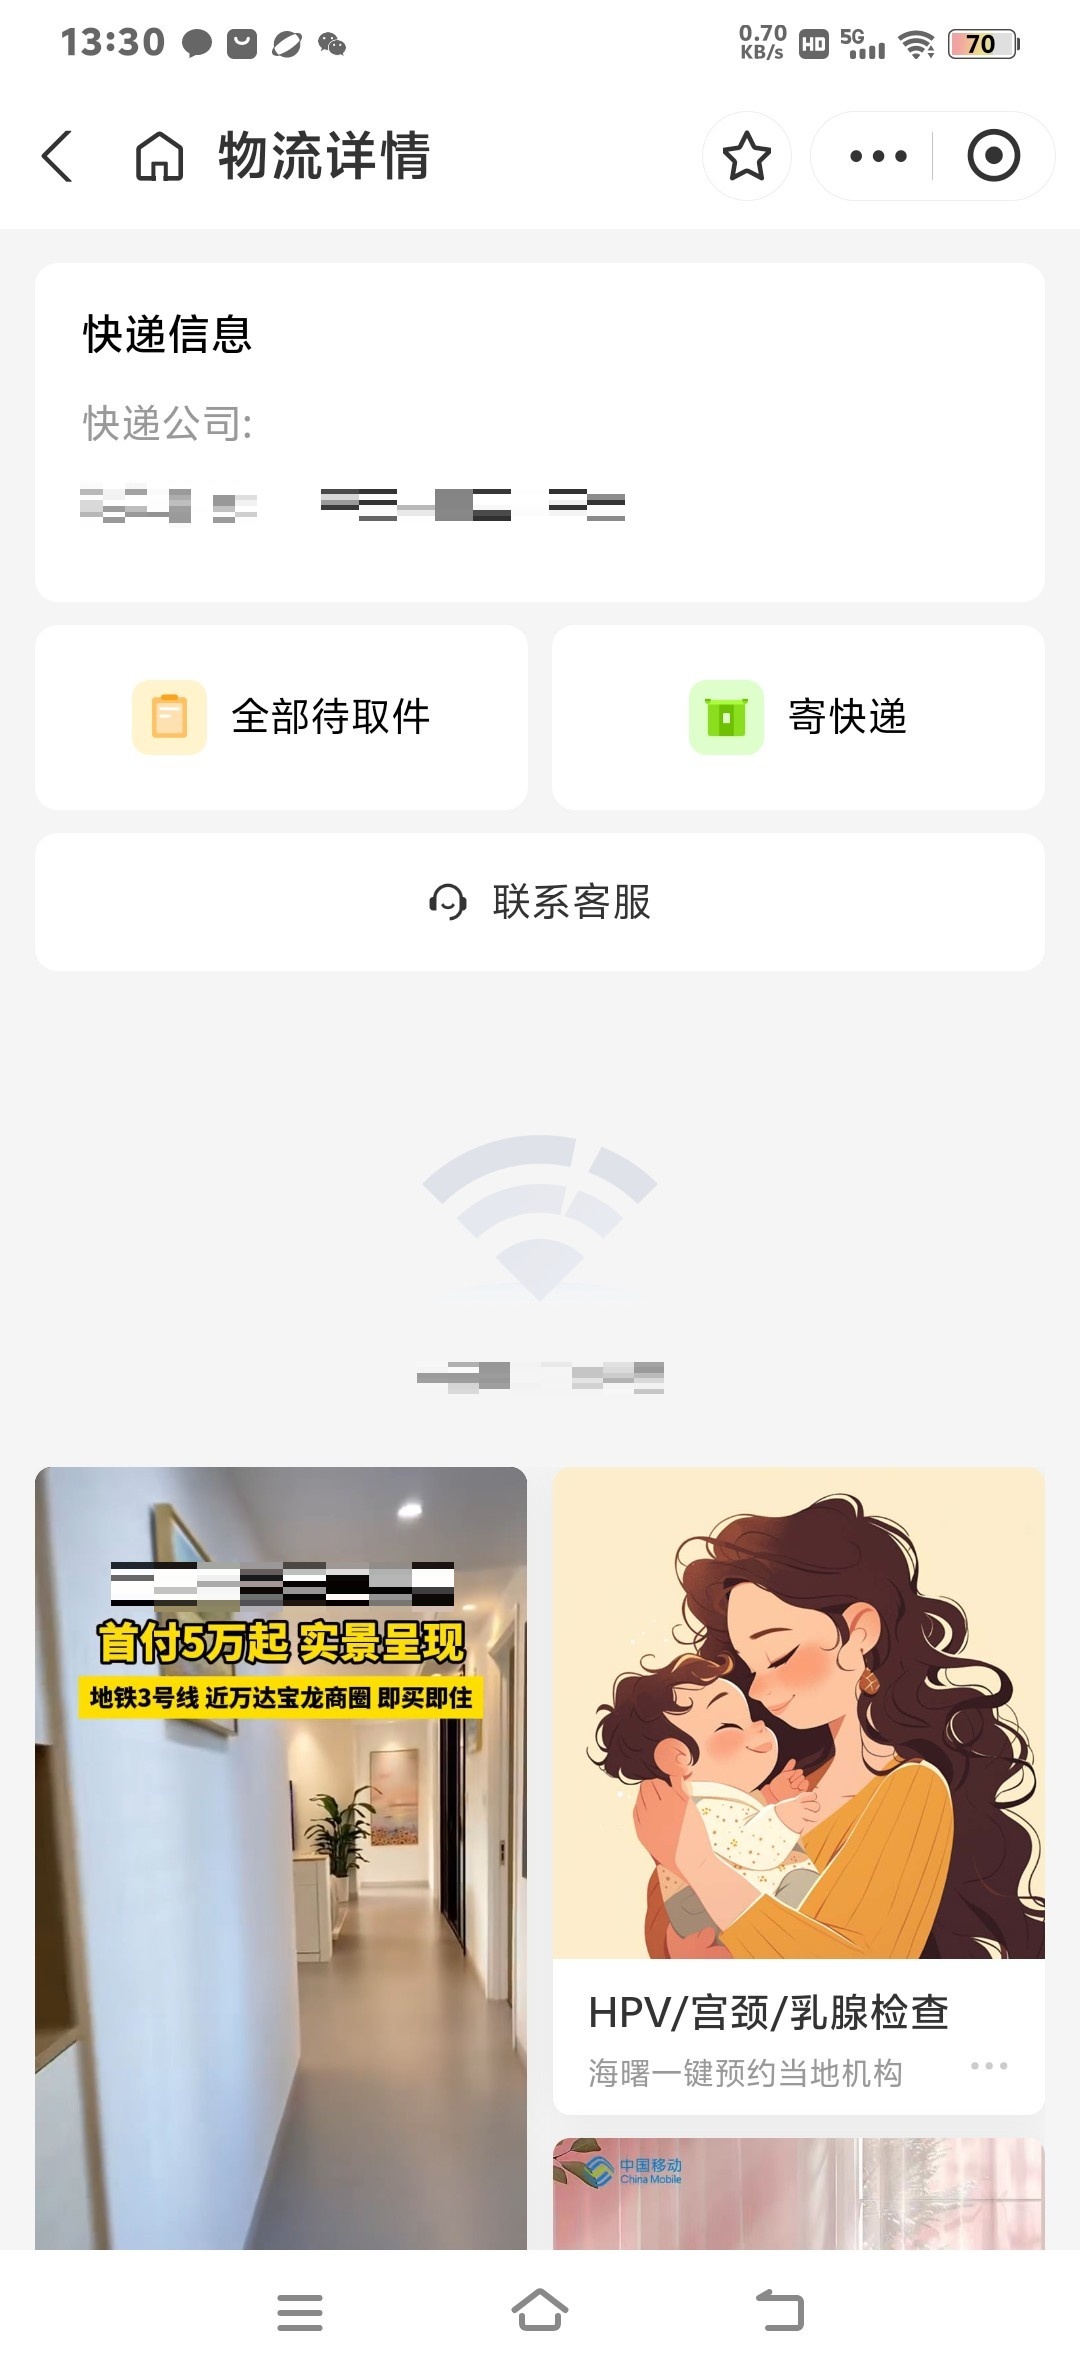 13:30
0.70
KB/s
HD
5G
70
物流详情
快递信息
快递公司:
全部待取件
寄快递
联系客服
首付5万起 实景呈现
地铁3号线 近万达宝龙商圈 即买即住
HPV/宫颈/乳腺检查
海曙一键预约当地机构
中国移动
China Mobile